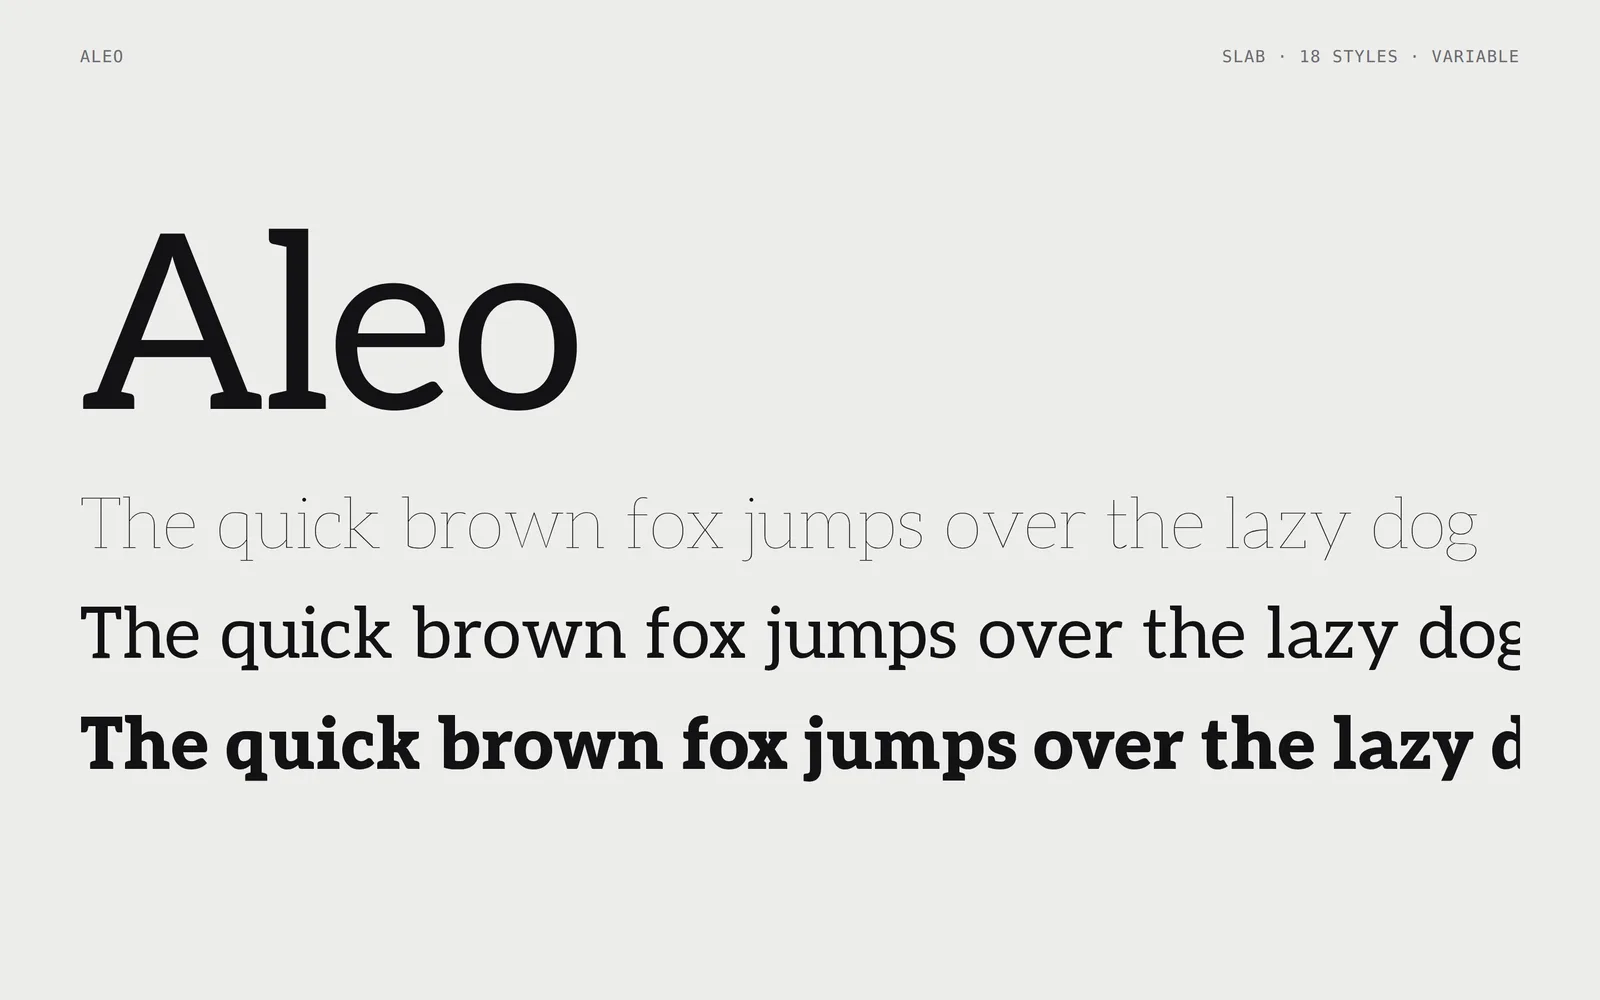 ALEO
SLAB · 18 STYLES · VARIABLE
Aleo
The quick brown fox jumps over the lazy dog
The quick brown fox jumps over the lazy dog
The quick brown fox jumps over the lazy d